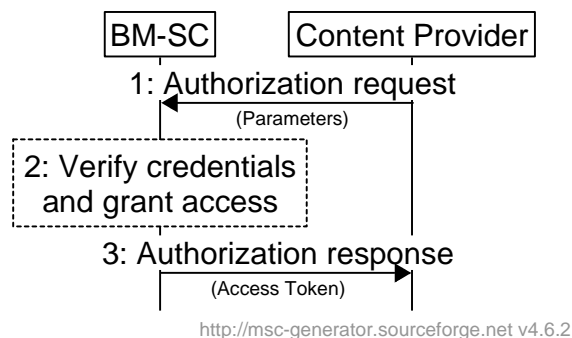 BM-SC
Content Provider
1: Authorization request
(Parameters)
2: Verify credentials
and grant access
3: Authorization response
(Access Token)
http://msc-generator.sourceforge.net v4.6.2